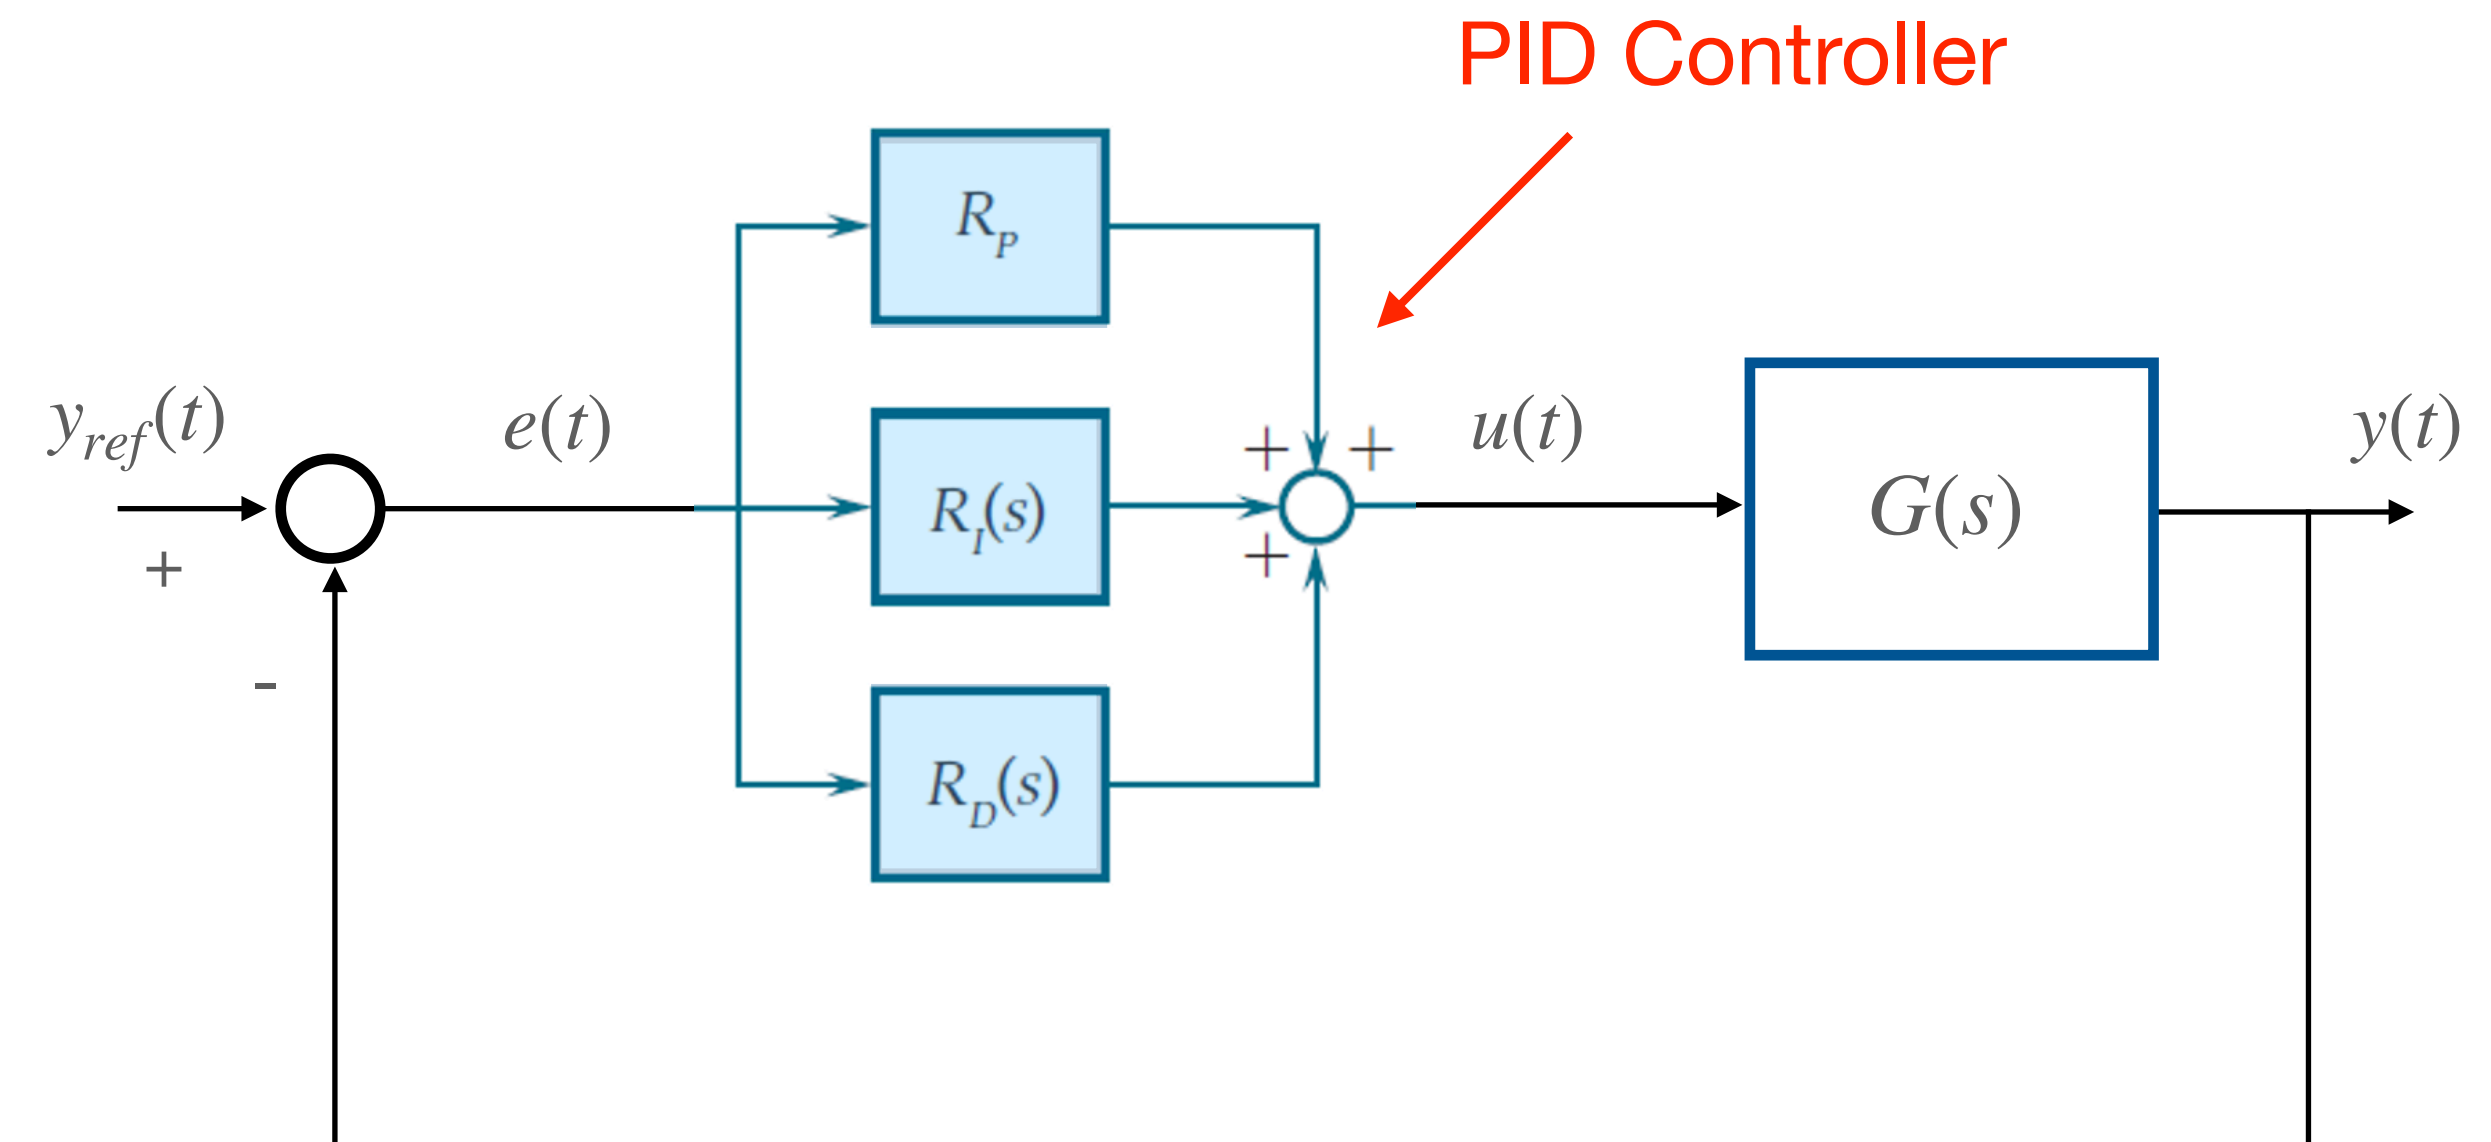 PID Controller
R_P
y_ref(t)
e(t)
+
+
u(t)
y(t)
R_I(s)
G(s)
+
+
-
R_D(s)